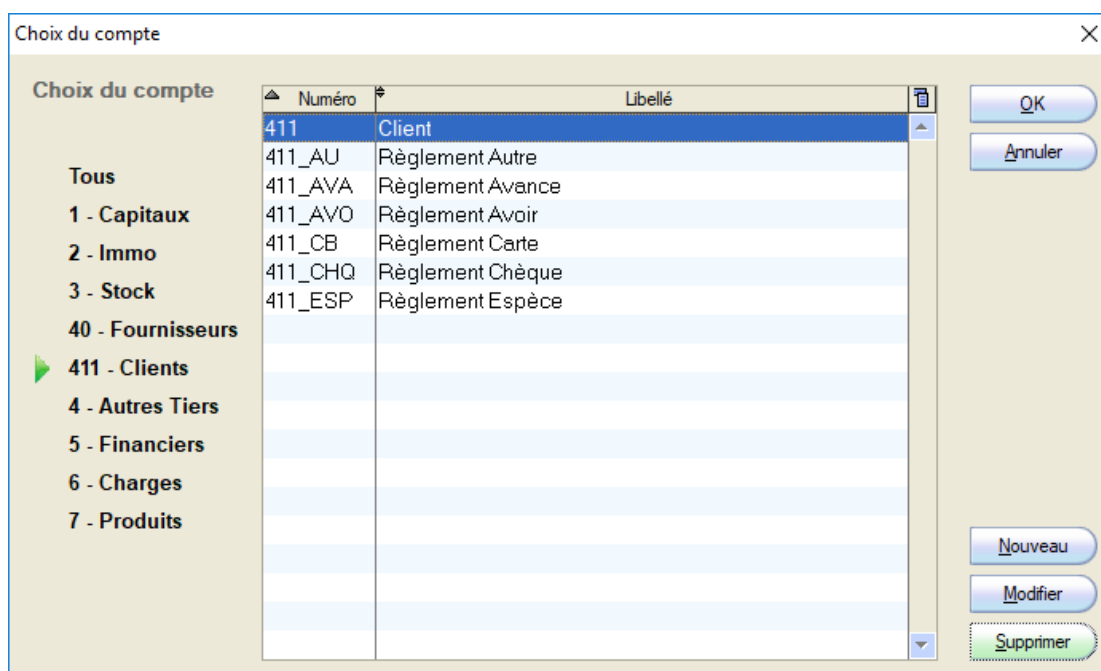 Choix du compte
Choix du compte
Tous
1 - Capitaux
2 - Immo
3 - Stock
40 - Fournisseurs
411 - Clients
4 - Autres Tiers
5 - Financiers
6 - Charges
7 - Produits
Numéro Libellé
411 Client
411_AU Règlement Autre
411_AVA Règlement Avance
411_AVO Règlement Avoir
411_CB Règlement Carte
411_CHQ Règlement Chèque
411_ESP Règlement Espèce
OK
Annuler
Nouveau
Modifier
Supprimer